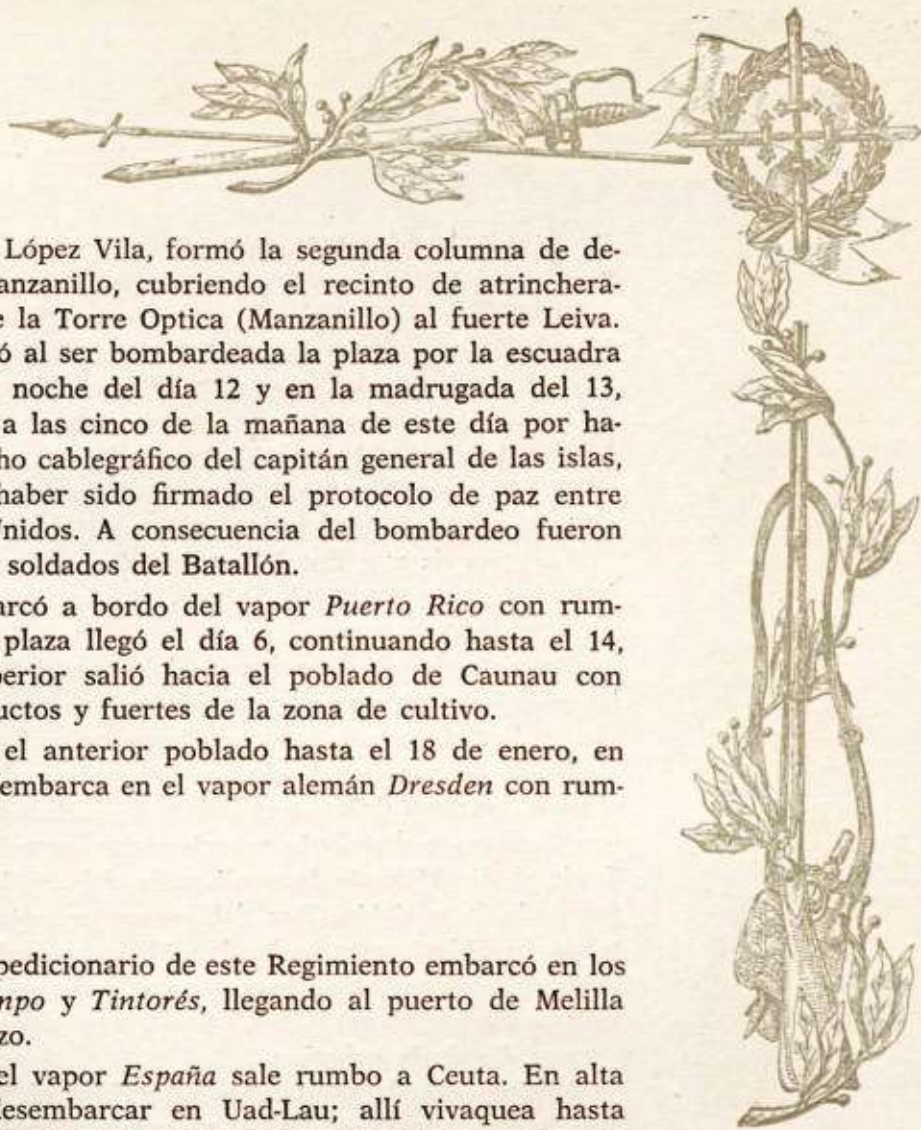 López Vila, formó la segunda columna de de-
anzanillo, cubriendo el recinto de atrinchera-
e la Torre Optica (Manzanillo) al fuerte Leiva.
ó al ser bombardeada la plaza por la escuadra
noche del día 12 y en la madrugada del 13,
a las cinco de la mañana de este día por ha-
ho cablegráfico del capitán general de las islas,
haber sido firmado el protocolo de paz entre
nidos. A consecuencia del bombardeo fueron
soldados del Batallón.
arcó a bordo del vapor Puerto Rico con rum-
plaza llegó el día 6, continuando hasta el 14,
perior salió hacia el poblado de Caunau con
uctos y fuertes de la zona de cultivo.
el anterior poblado hasta el 18 de enero, en
embarca en el vapor alemán Dresden con rum-
pedicionario de este Regimiento embarcó en los
mpo y Tintorés, llegando al puerto de Melilla
zo.
el vapor España sale rumbo a Ceuta. En alta
desembarcar en Uad-Lau; allí vivaquea hasta